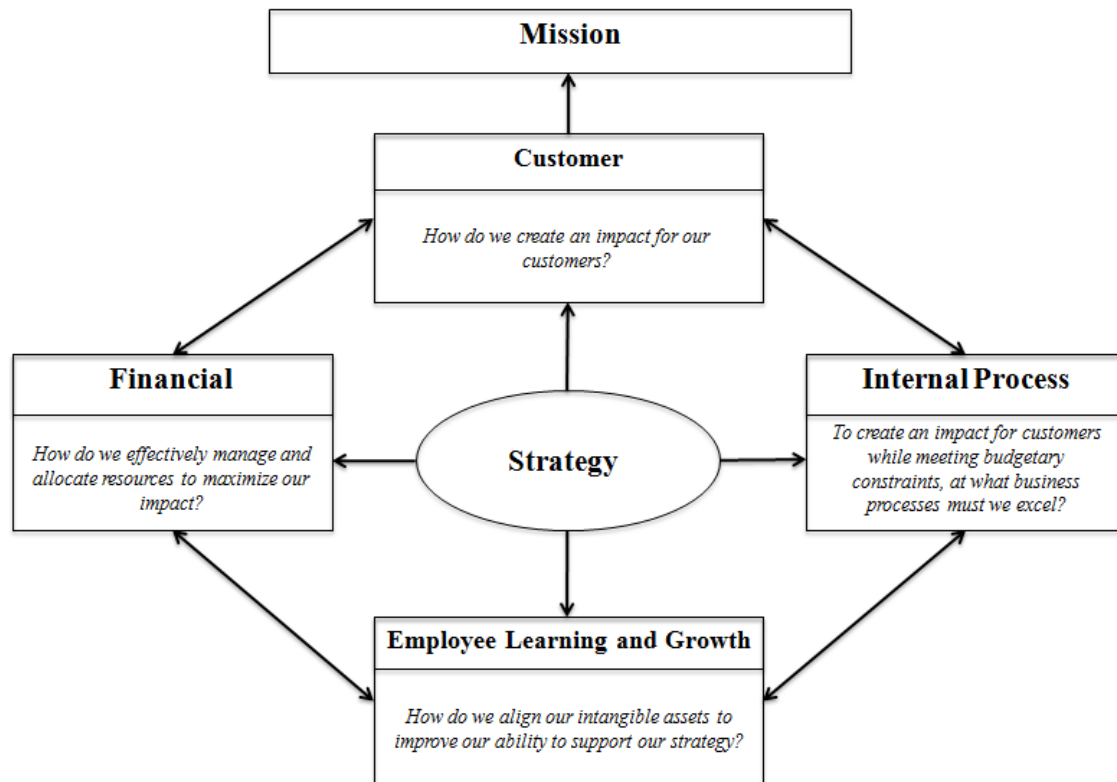 Mission
Customer
How do we create an impact for our
customers?
Financial
How do we effectively manage and
allocate resources to maximize our
impact?
Strategy
Internal Process
To create an impact for customers
while meeting budgetary
constraints, at what business
processes must we excel?
Employee Learning and Growth
How do we align our intangible assets to
improve our ability to support our strategy?